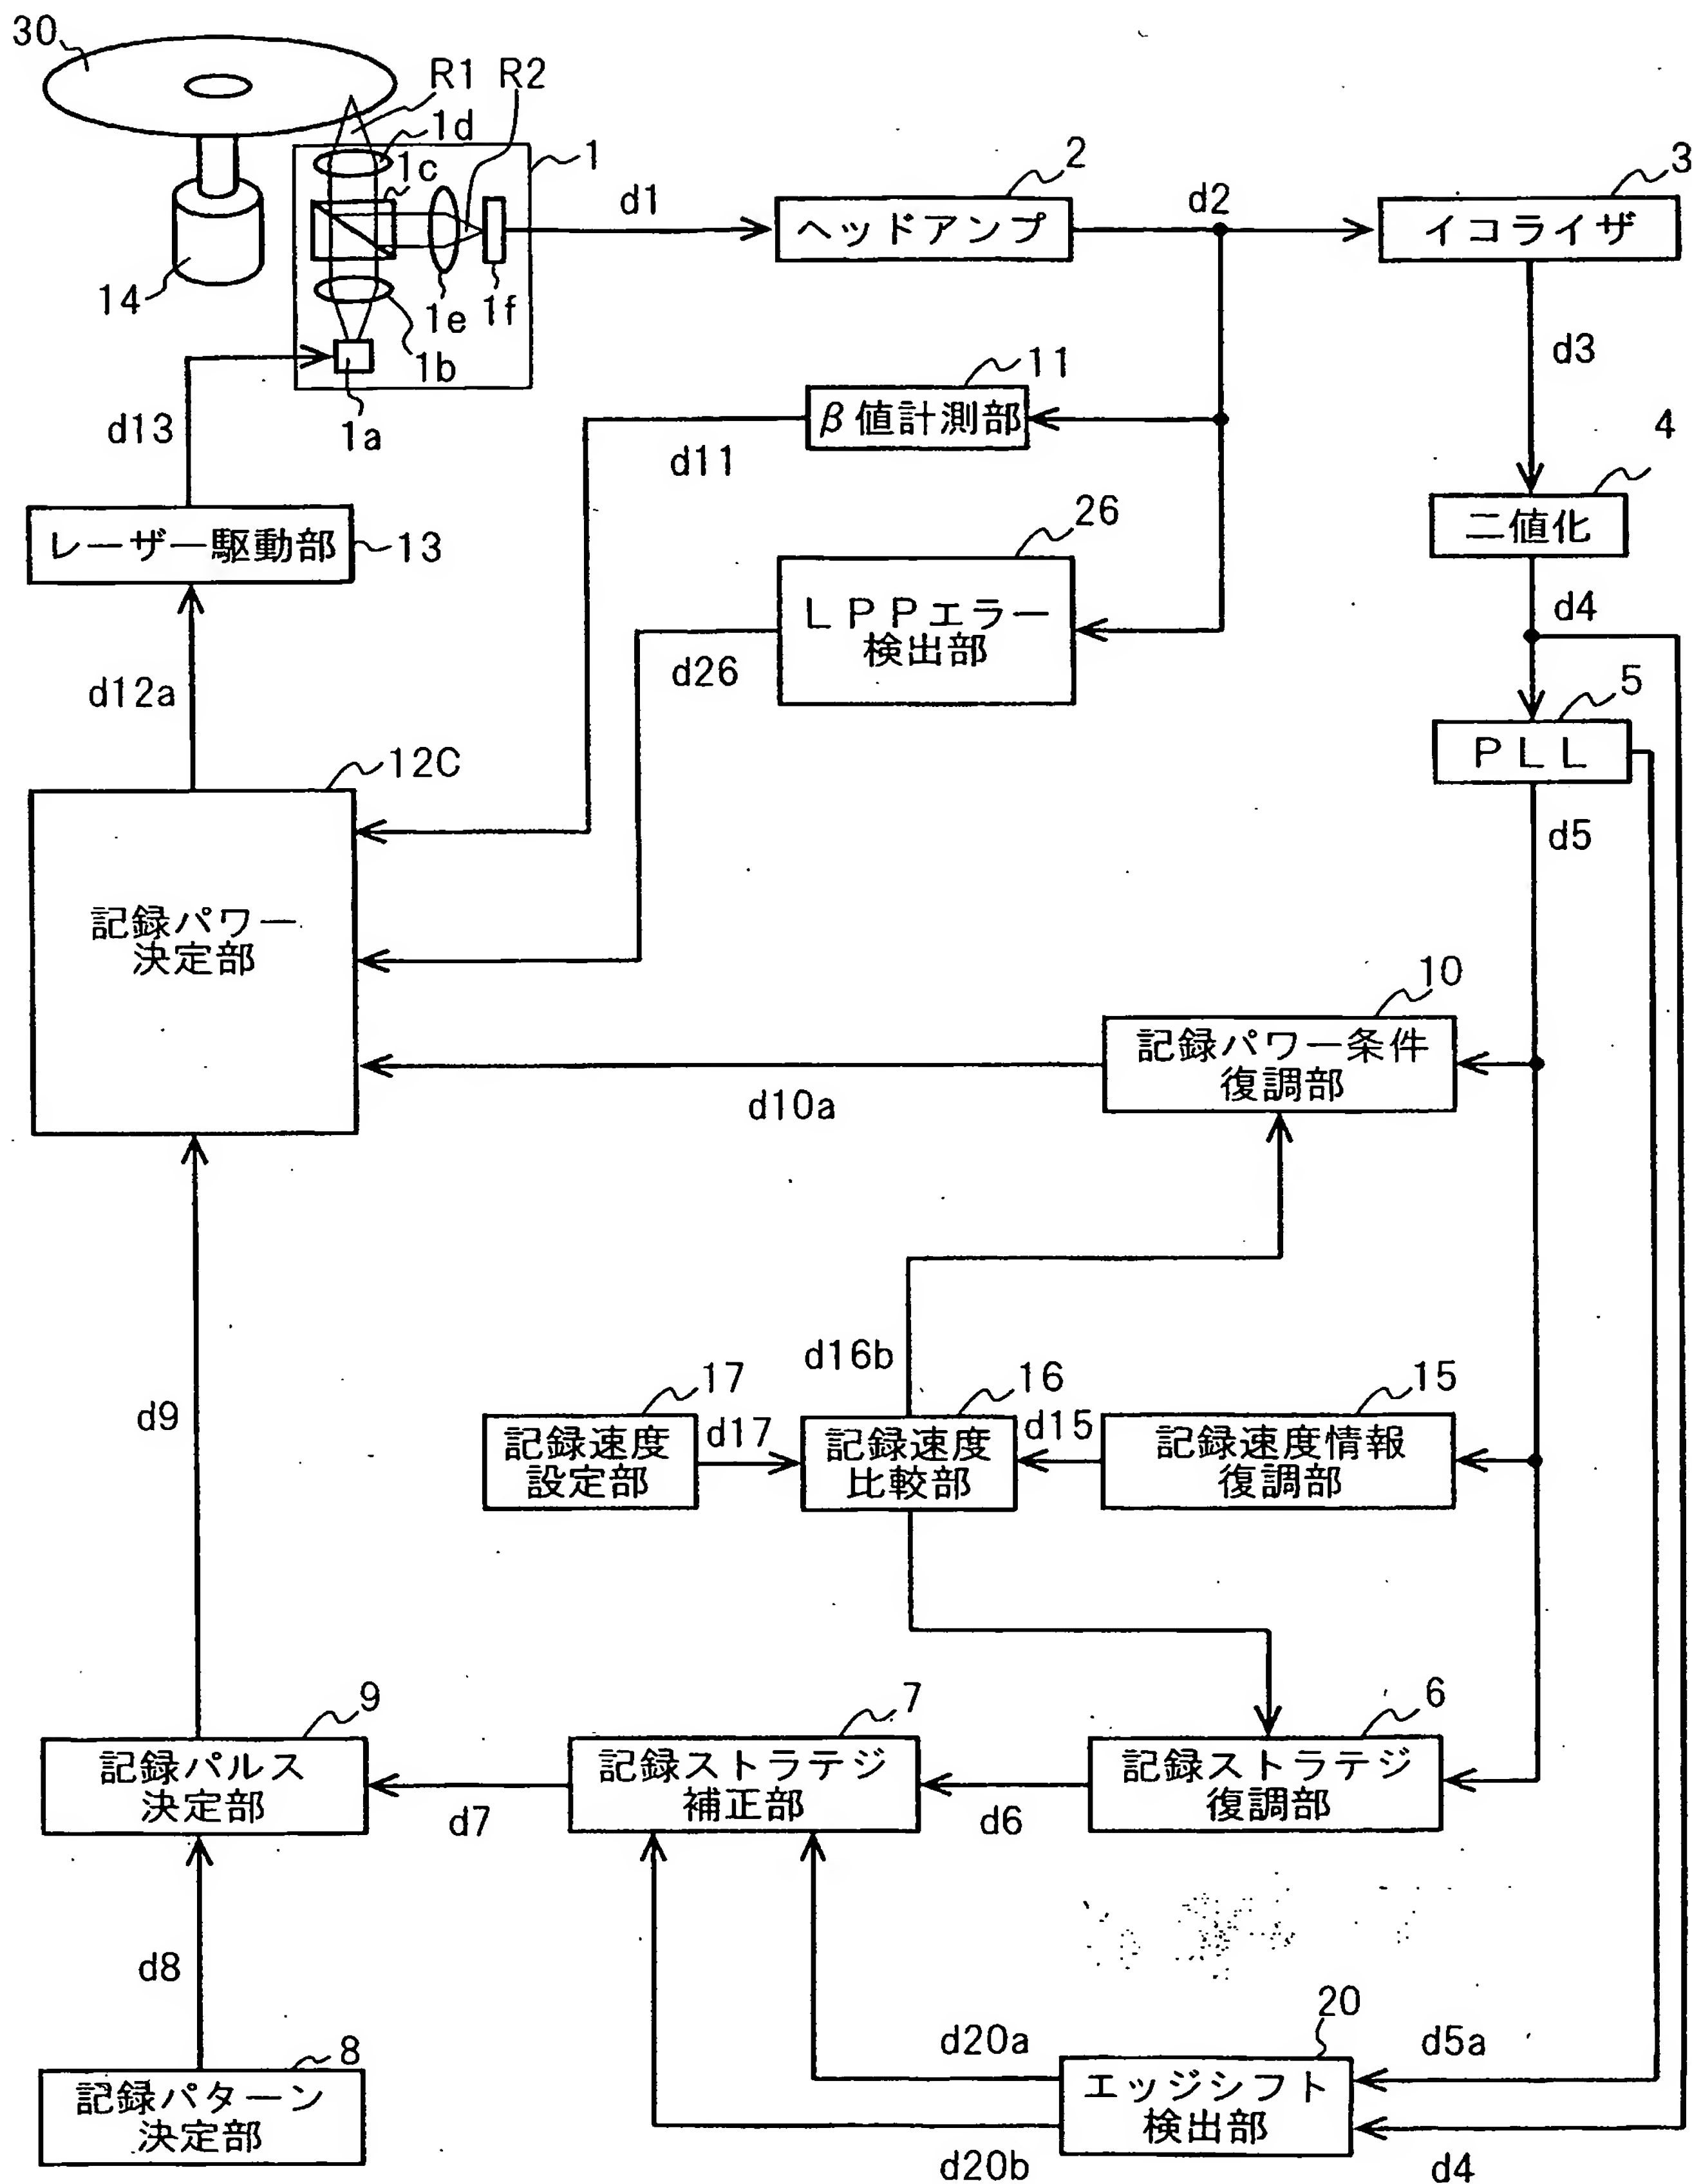 30
R1
R2
1d
1c
1
2
3
d1
ヘッドアンプ
d2
イコライザ
14
1e
1f
1b
1a
d13
d3
11
β値計測部
d11
4
二値化
レーザー駆動部
13
26
LPPエラー
検出部
d26
d4
d12a
5
PLL
12C
d5
記録パワー
決定部
10
記録パワー条件
復調部
d10a
d16b
17
16
15
d9
記録速度
設定部
d17
記録速度
比較部
d15
記録速度情報
復調部
9
7
6
記録パルス
決定部
d7
記録ストラテジ
補正部
d6
記録ストラテジ
復調部
d8
20
d20a
d5a
8
記録パターン
決定部
エッジシフト
検出部
d20b
d4